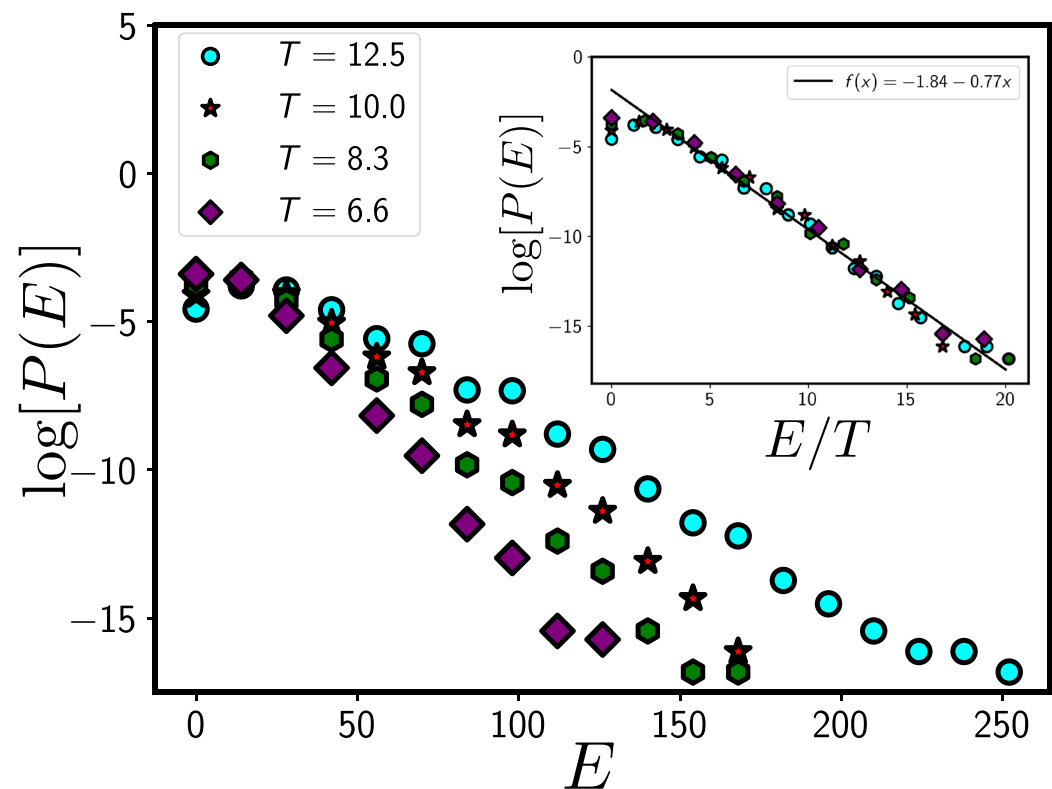 5
0
−5
−10
−15
log[P(E)]
T = 12.5
T = 10.0
T = 8.3
T = 6.6
0
−5
−10
−15
log[P(E)]
f(x) = −1.84 − 0.77x
0 5 10 15 20
E/T
0 50 100 150 200 250
E